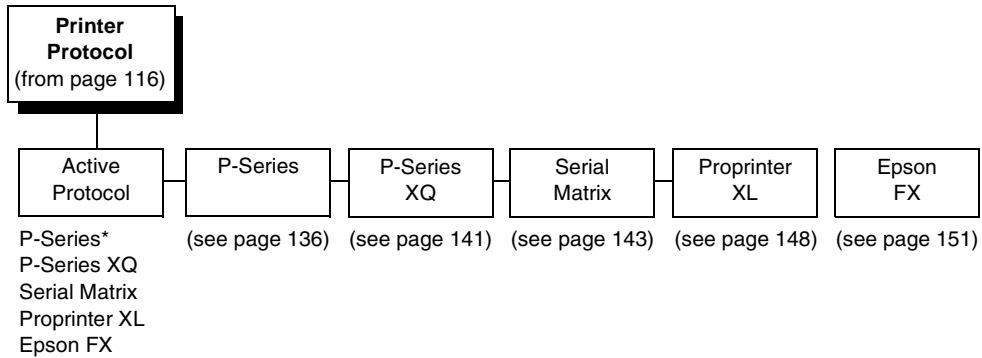 Printer
Protocol
(from page 116)
Active
Protocol
P-Series
P-Series
XQ
Serial
Matrix
Proprinter
XL
Epson
FX
P-Series*
P-Series XQ
Serial Matrix
Proprinter XL
Epson FX
(see page 136)
(see page 141)
(see page 143)
(see page 148)
(see page 151)